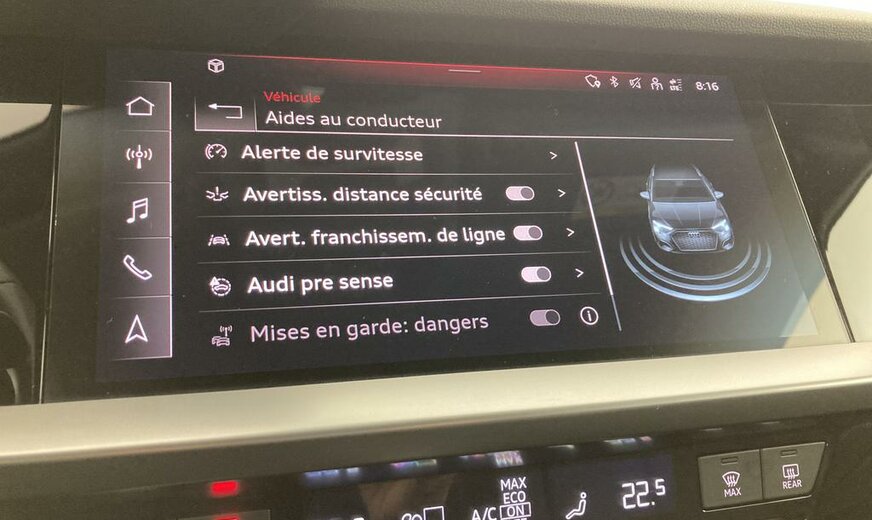 8:16
Véhicule
Aides au conducteur
Alerte de survitesse
Avertiss. distance sécurité
Avert. franchissem. de ligne
Audi pre sense
Mises en garde: dangers
MAX
ECO
A/C ON
22.5
MAX
REAR